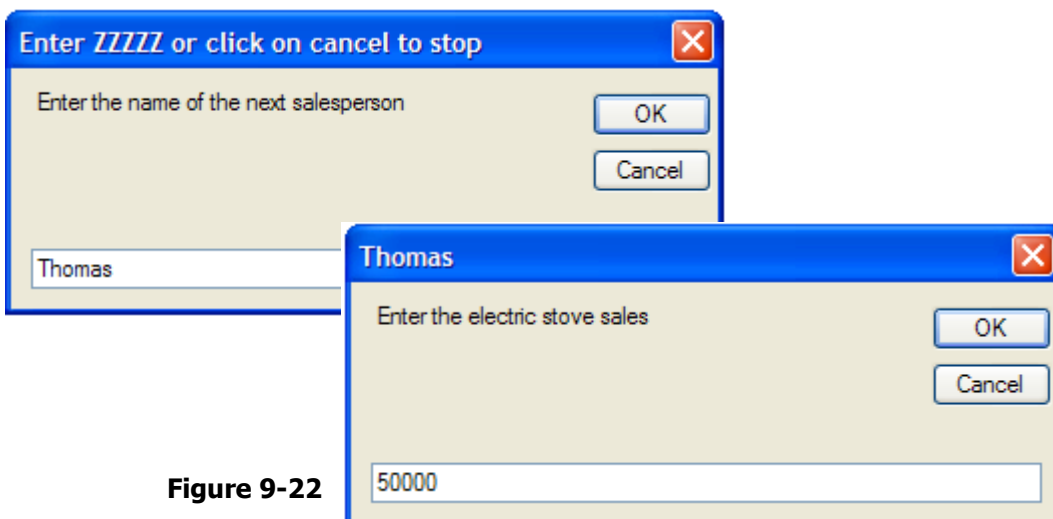 Enter ZZZZZ or click on cancel to stop
Enter the name of the next salesperson
OK
Cancel
Thomas
Thomas
Enter the electric stove sales
OK
Cancel
50000
Figure 9-22